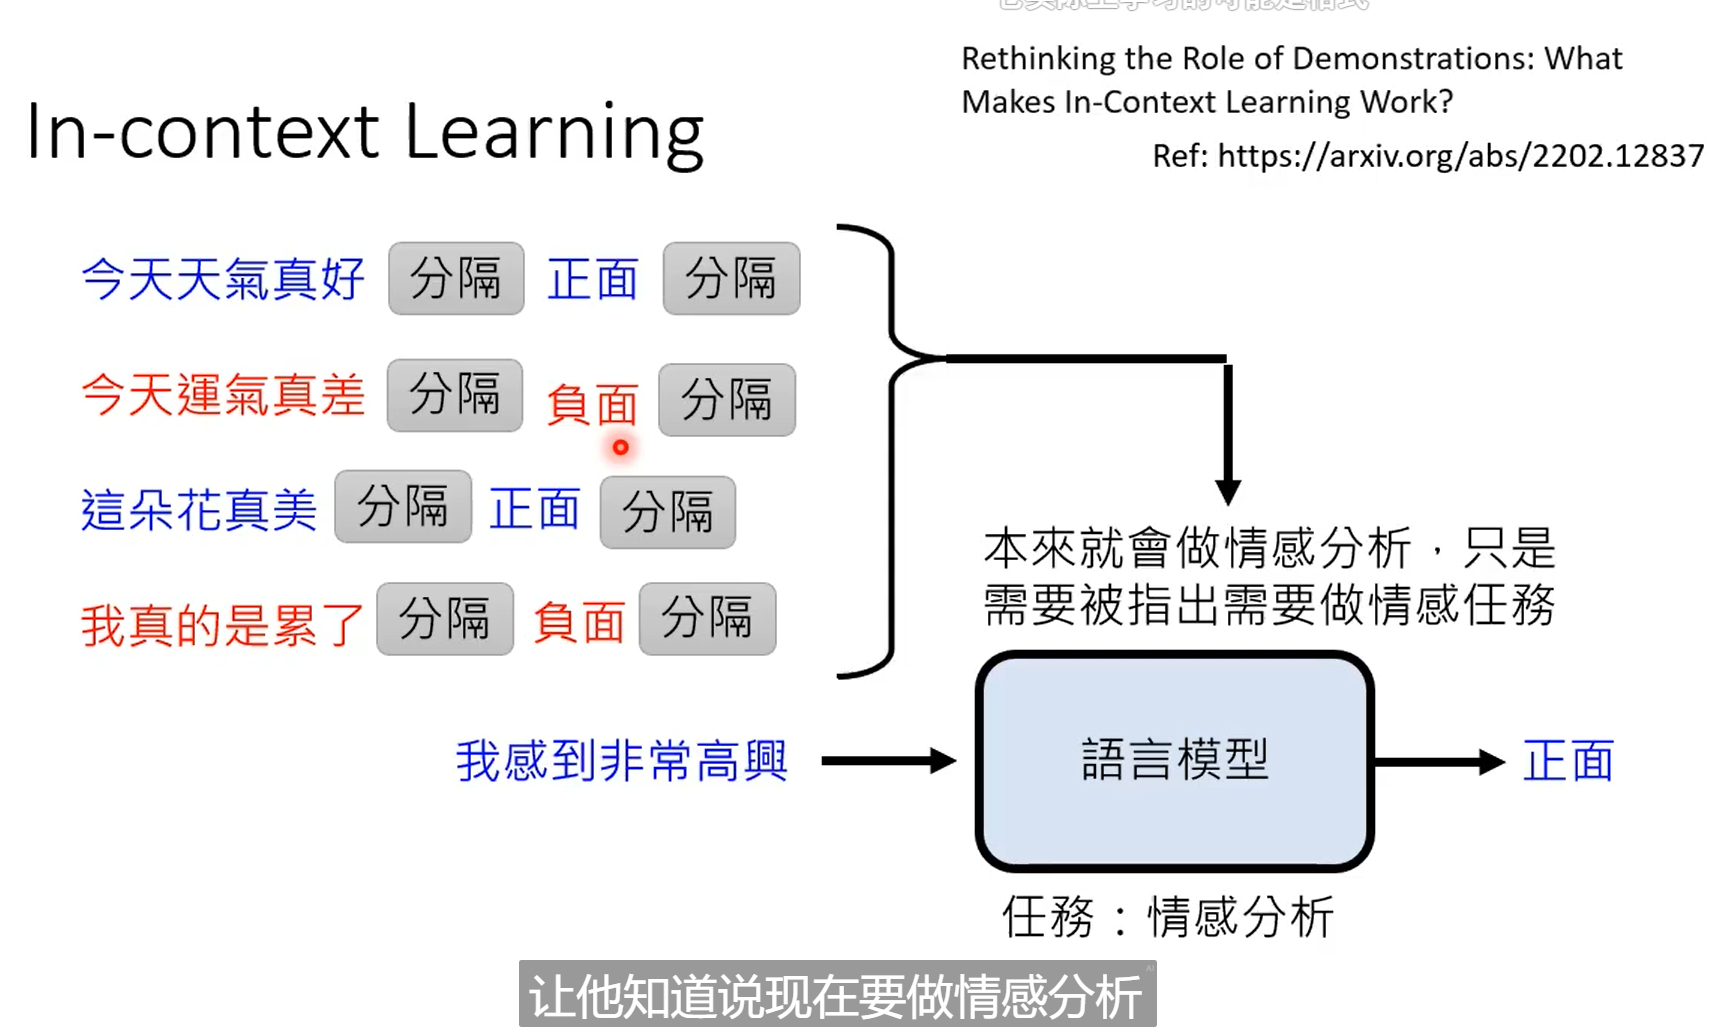 Rethinking the Role of Demonstrations: What
Makes In-Context Learning Work?
Ref: https://arxiv.org/abs/2202.12837
In-context Learning
今天天氣真好 分隔 正面 分隔
今天運氣真差 分隔 負面 分隔
這朵花真美 分隔 正面 分隔
我真的是累了 分隔 負面 分隔
本來就會做情感分析，只是
需要被指出需要做情感任務
我感到非常高興 語言模型 正面
任務：情感分析
让他知道说现在要做情感分析
AI